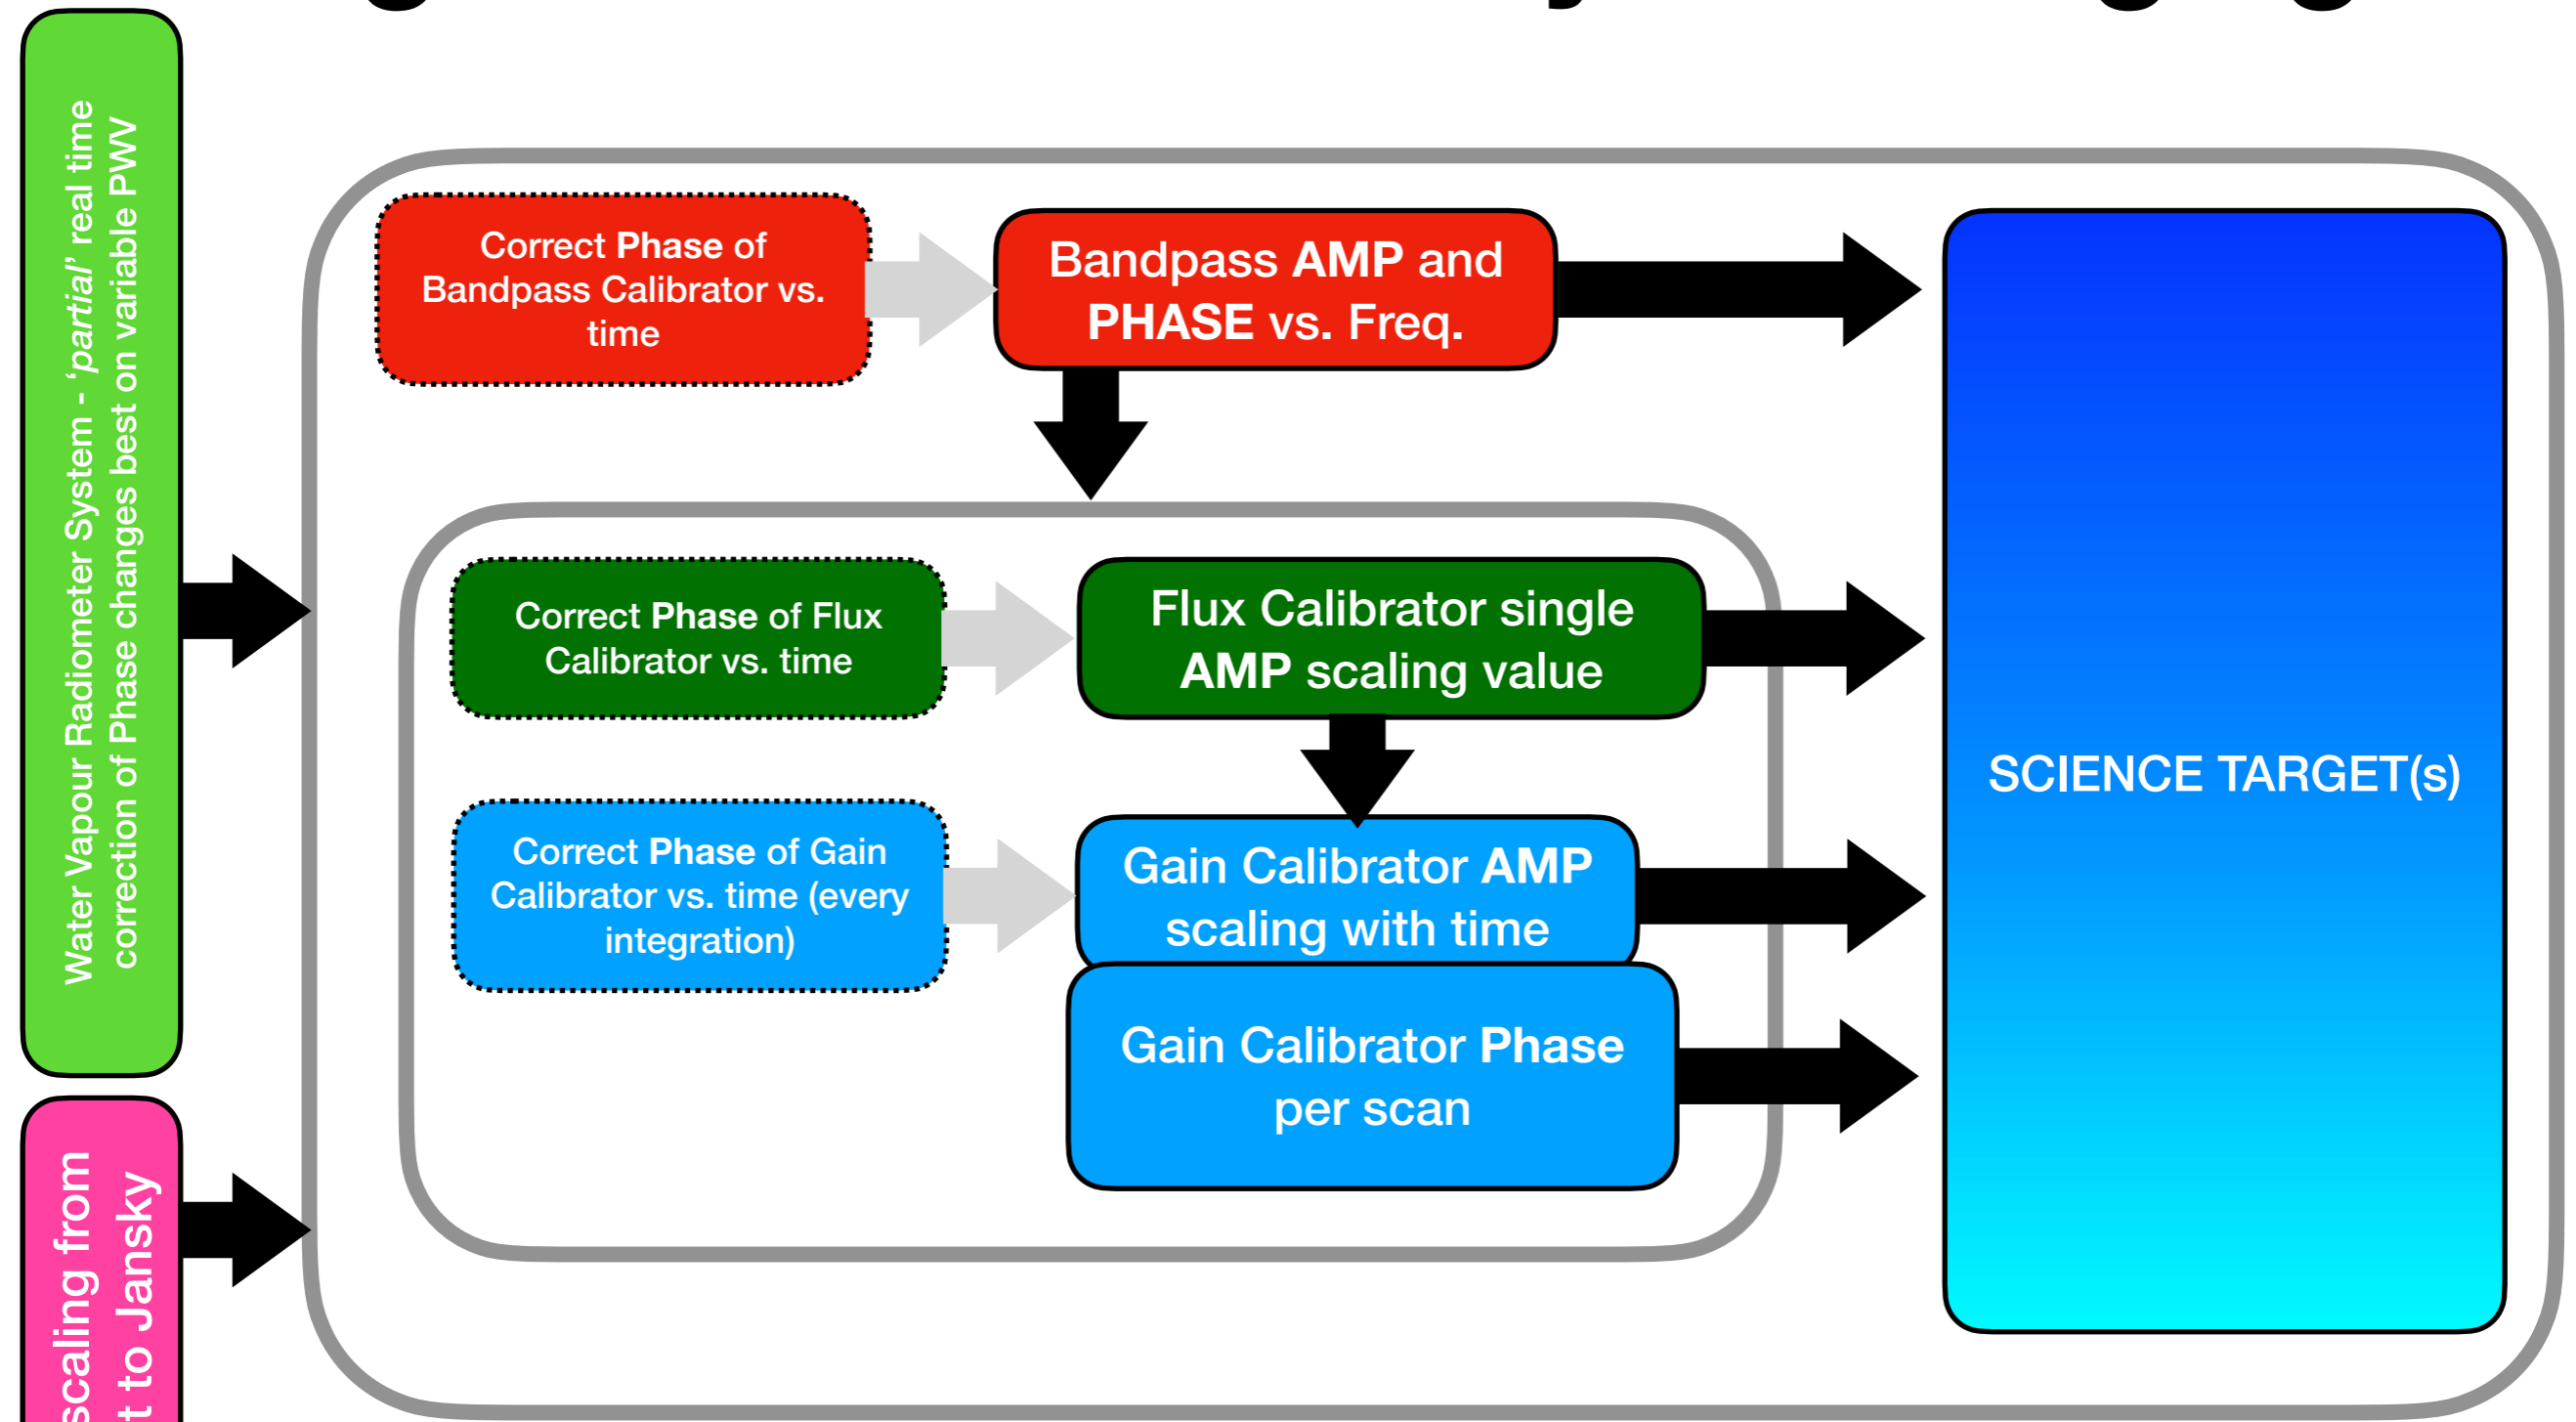 Water Vapour Radiometer System - ‘partial’ real time
correction of Phase changes best on variable PWV
Correct Phase of
Bandpass Calibrator vs.
time
Bandpass AMP and
PHASE vs. Freq.
Correct Phase of Flux
Calibrator vs. time
Flux Calibrator single
AMP scaling value
Correct Phase of Gain
Calibrator vs. time (every
integration)
Gain Calibrator AMP
scaling with time
Gain Calibrator Phase
per scan
SCIENCE TARGET(s)
scaling from
to Jansky